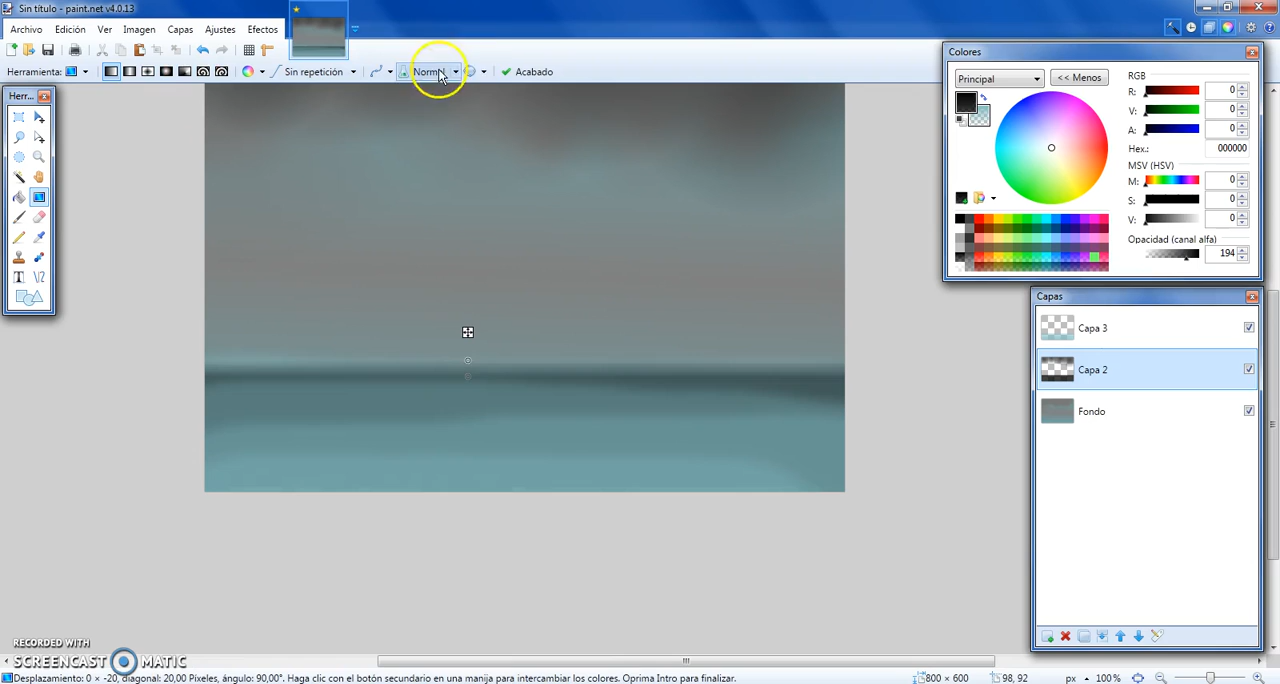 Sin título - paint.net v4.0.13
Archivo Edición Ver Imagen Capas Ajustes Efectos
Herramienta: Sin repetición Normal Acabado
Colores
Principal << Menos RGB
R: 0
V: 0
A: 0
Hex.: 000000
MSV (HSV)
M: 0
S: 0
V: 0
Opacidad (canal alfa)
194
Herr...
Capas
Capa 3
Capa 2
Fondo
RECORDED WITH
SCREENCAST MATIC
Desplazamiento: 0 × -20, diagonal: 20,00 Píxeles, ángulo: 90,00°. Haga clic con el botón secundario en una manija para intercambiar los colores. Oprima Intro para finalizar. 800 × 600 98, 92 px 100%